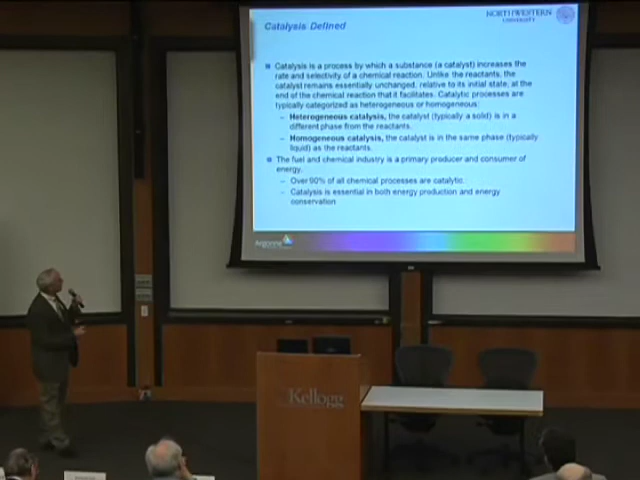 Catalysis Defined
NORTHWESTERN
UNIVERSITY
Catalysis is a process by which a substance (a catalyst) increases the
rate and selectivity of a chemical reaction. Unlike the reactants, the
catalyst remains essentially unchanged, relative to its initial state, at the
end of the chemical reaction that it facilitates. Catalytic processes are
typically categorized as heterogeneous or homogeneous:
– Heterogeneous catalysis, the catalyst (typically a solid) is in a
different phase from the reactants.
– Homogeneous catalysis, the catalyst is in the same phase (typically
liquid) as the reactants.
The fuel and chemical industry is a primary producer and consumer of
energy.
– Over 90% of all chemical processes are catalytic.
– Catalysis is essential in both energy production and energy
conservation
Argonne
Kellogg